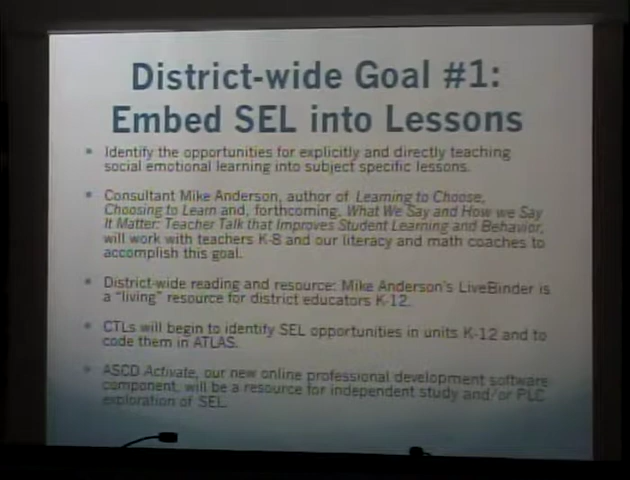 District-wide Goal #1:
Embed SEL into Lessons
Identify the opportunities for explicitly and directly teaching
social emotional learning into subject specific lessons.
Consultant Mike Anderson, author of Learning to Choose,
Choosing to Learn and, forthcoming, What We Say and How we Say
It Matter: Teacher Talk that Improves Student Learning and Behavior,
will work with teachers K-8 and our literacy and math coaches to
accomplish this goal.
District-wide reading and resource: Mike Anderson's LiveBinder is
a "living" resource for district educators K-12.
CTLs will begin to identify SEL opportunities in units K-12 and to
code them in ATLAS.
ASCD Activate, our new online professional development software
component, will be a resource for independent study and/or PLC
exploration of SEL.